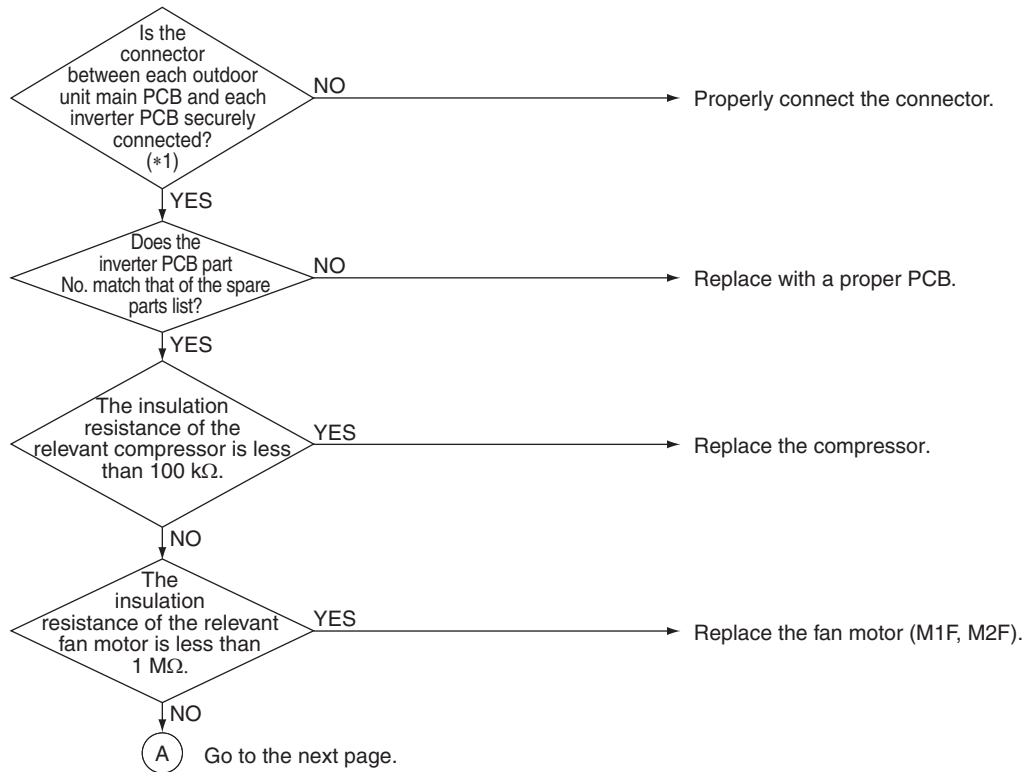 Is the
connector
between each outdoor
unit main PCB and each
inverter PCB securely
connected?
(*1)
NO
Properly connect the connector.
YES
Does the
inverter PCB part
No. match that of the spare
parts list?
NO
Replace with a proper PCB.
YES
The insulation
resistance of the
relevant compressor is less
than 100 kΩ.
YES
Replace the compressor.
NO
The
insulation
resistance of the relevant
fan motor is less than
1 MΩ.
YES
Replace the fan motor (M1F, M2F).
NO
A
Go to the next page.